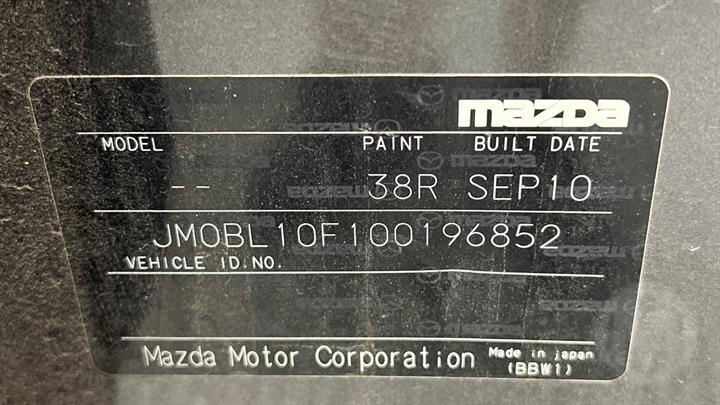 mazda
MODEL PAINT BUILT DATE
-- 38R SEP10
JM0BL10F100196852
VEHICLE ID.NO.
Mazda Motor Corporation Made in japan
(BBW1)